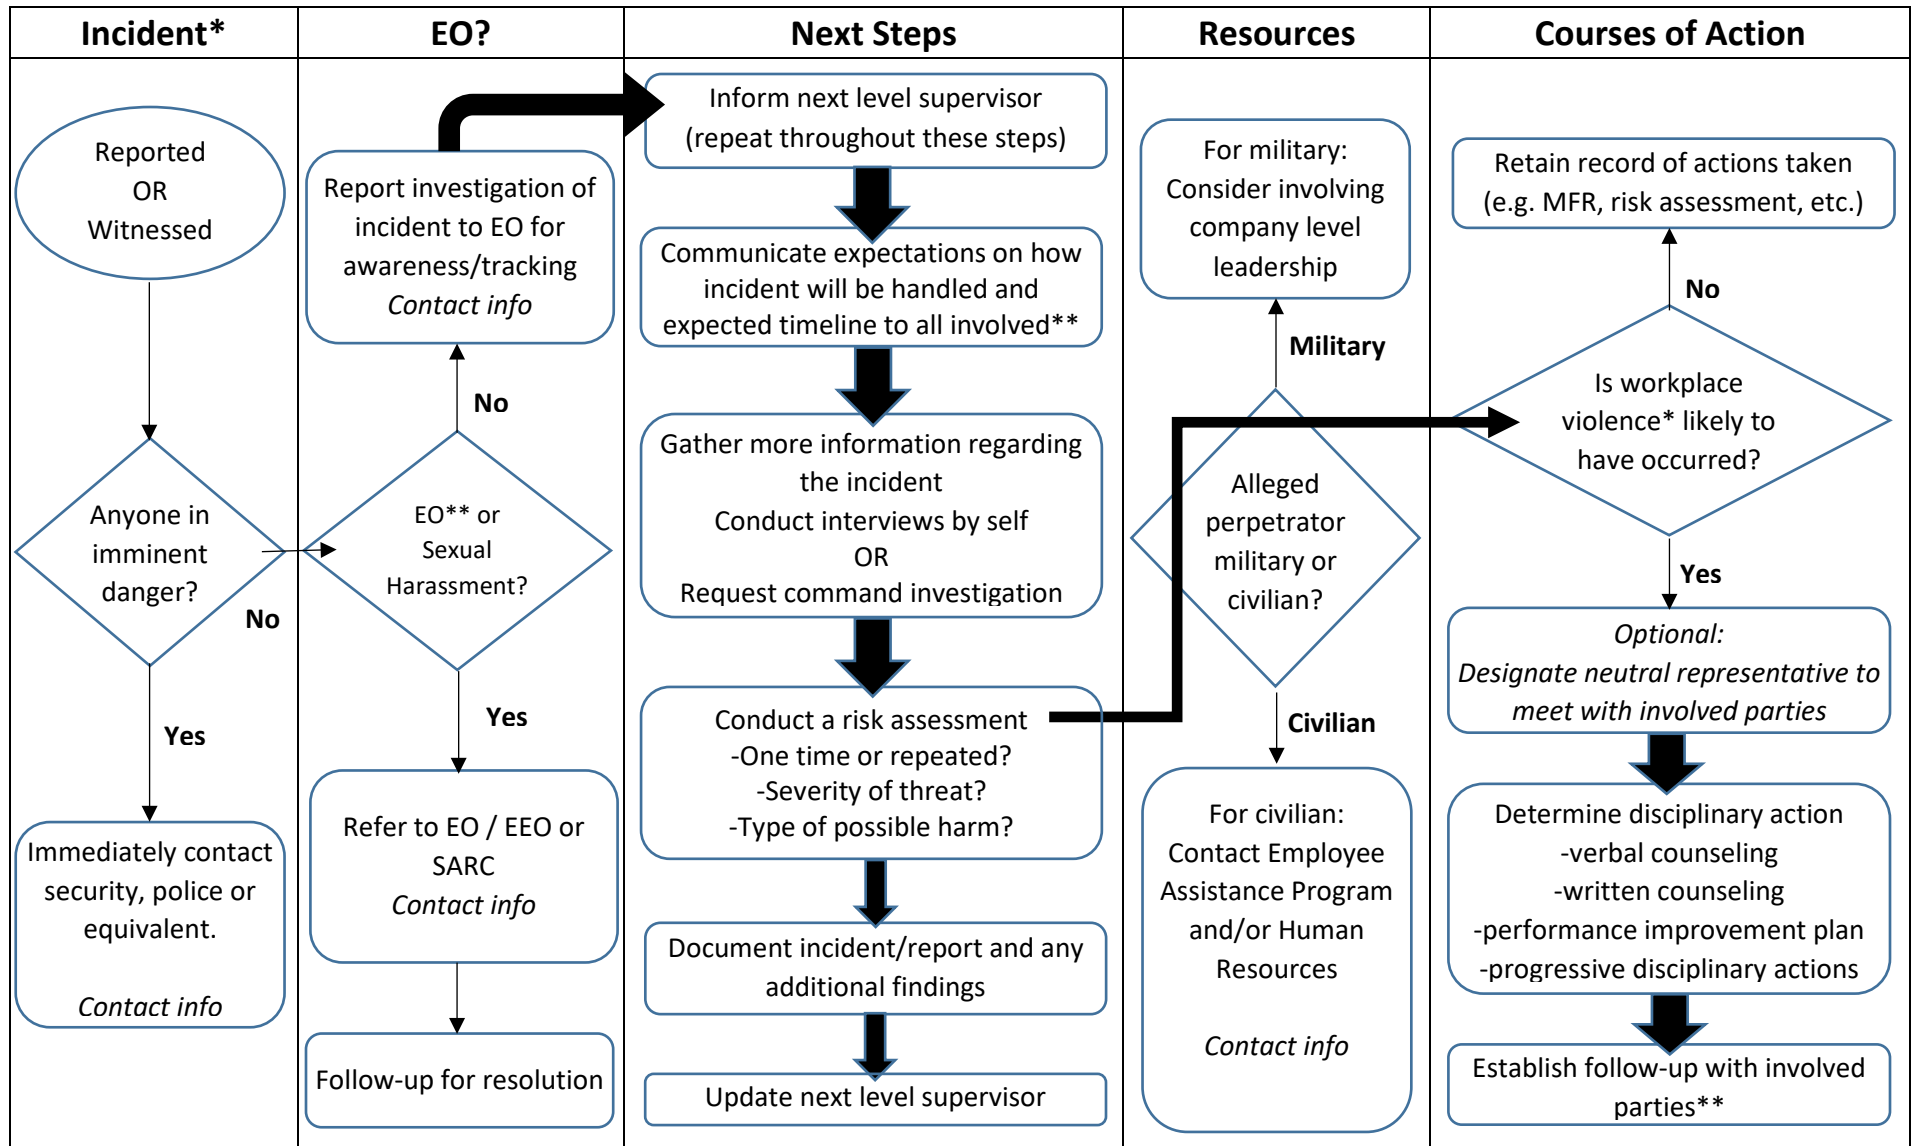 Incident*
EO?
Next Steps
Resources
Courses of Action
Reported
OR
Witnessed
Anyone in
imminent
danger?
No
Yes
Immediately contact
security, police or
equivalent.
Contact info
Report investigation of
incident to EO for
awareness/tracking
Contact info
No
EO** or
Sexual
Harassment?
Yes
Refer to EO / EEO or
SARC
Contact info
Follow-up for resolution
Inform next level supervisor
(repeat throughout these steps)
Communicate expectations on how
incident will be handled and
expected timeline to all involved**
Gather more information regarding
the incident
Conduct interviews by self
OR
Request command investigation
Conduct a risk assessment
-One time or repeated?
-Severity of threat?
-Type of possible harm?
Document incident/report and any
additional findings
Update next level supervisor
For military:
Consider involving
company level
leadership
Military
Alleged
perpetrator
military or
civilian?
Civilian
For civilian:
Contact Employee
Assistance Program
and/or Human
Resources
Contact info
Retain record of actions taken
(e.g. MFR, risk assessment, etc.)
No
Is workplace
violence* likely to
have occurred?
Yes
Optional:
Designate neutral representative to
meet with involved parties
Determine disciplinary action
-verbal counseling
-written counseling
-performance improvement plan
-progressive disciplinary actions
Establish follow-up with involved
parties**